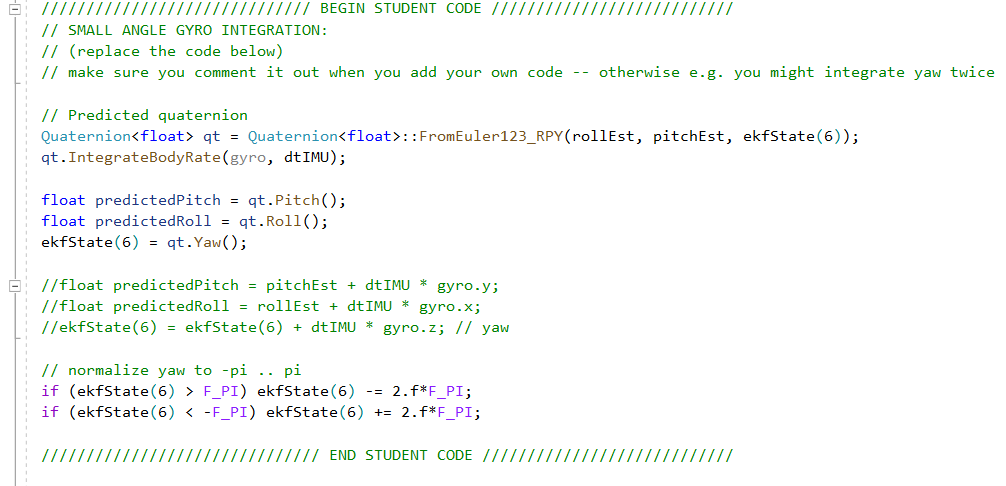 /////////////////////////////// BEGIN STUDENT CODE ///////////////////////////
// SMALL ANGLE GYRO INTEGRATION:
// (replace the code below)
// make sure you comment it out when you add your own code -- otherwise e.g. you might integrate yaw twice
// Predicted quaternion
Quaternion<float> qt = Quaternion<float>::FromEuler123_RPY(rollEst, pitchEst, ekfState(6));
qt.IntegrateBodyRate(gyro, dtIMU);
float predictedPitch = qt.Pitch();
float predictedRoll = qt.Roll();
ekfState(6) = qt.Yaw();
//float predictedPitch = pitchEst + dtIMU * gyro.y;
//float predictedRoll = rollEst + dtIMU * gyro.x;
//ekfState(6) = ekfState(6) + dtIMU * gyro.z; // yaw
// normalize yaw to -pi .. pi
if (ekfState(6) > F_PI) ekfState(6) -= 2.f*F_PI;
if (ekfState(6) < -F_PI) ekfState(6) += 2.f*F_PI;
/////////////////////////////// END STUDENT CODE ////////////////////////////